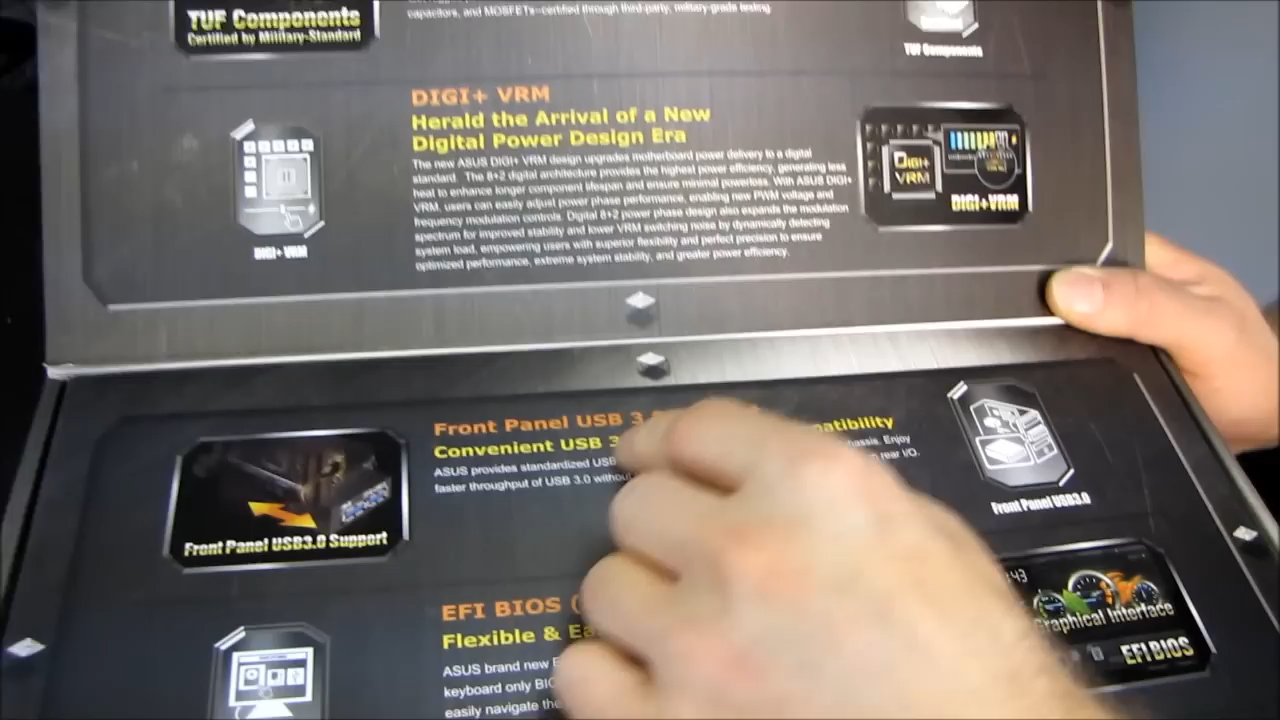 TUF Components
Certified by Military-Standard
capacitors, and MOSFETs-certified through third-party, military-grade testing.
TUF Components
DIGI+ VRM
Herald the Arrival of a New
Digital Power Design Era
The new ASUS DIGI+ VRM design upgrades motherboard power delivery to a digital
standard. The 8+2 digital architecture provides the highest power efficiency, generating less
heat to enhance longer component lifespan and ensure minimal powerloss. With ASUS DIGI+
VRM, users can easily adjust power phase performance, enabling new PWM voltage and
frequency modulation controls. Digital 8+2 power phase design also expands the modulation
spectrum for improved stability and lower VRM switching noise by dynamically detecting
system load, empowering users with superior flexibility and perfect precision to ensure
optimized performance, extreme system stability, and greater power efficiency.
DIGI+ VRM
DIGI+
VRM
DIGI+VRM
Front Panel USB 3
Convenient USB 3
ASUS provides standardized USB chassis. Enjoy
faster throughput of USB 3.0 without rear I/O.
Front Panel USB3.0 Support
Front Panel USB3.0
EFI BIOS (
Flexible &
ASUS brand new
keyboard only
easily navigate the
:43
Graphical Interface
EFI BIOS